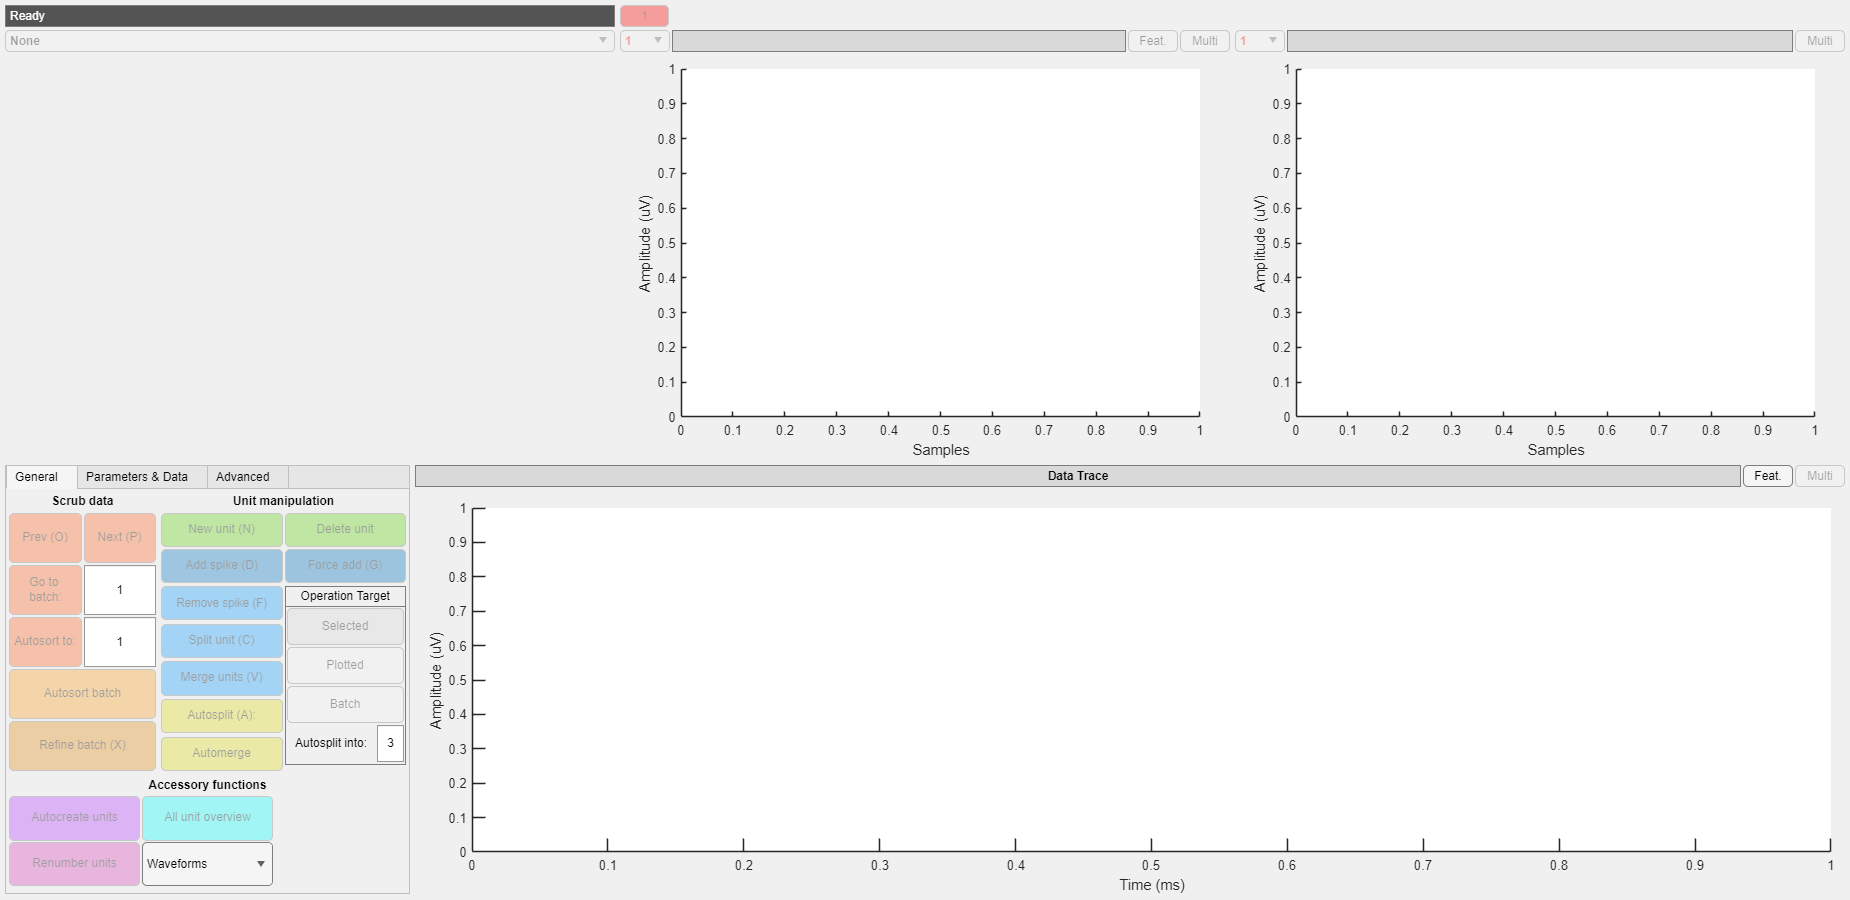 Ready
1
None
1
Feat.
Multi
1
Multi
1
0.9
0.8
0.7
0.6
0.5
0.4
0.3
0.2
0.1
0
Amplitude (uV)
0 0.1 0.2 0.3 0.4 0.5 0.6 0.7 0.8 0.9 1
Samples
1
0.9
0.8
0.7
0.6
0.5
0.4
0.3
0.2
0.1
0
Amplitude (uV)
0 0.1 0.2 0.3 0.4 0.5 0.6 0.7 0.8 0.9 1
Samples
General
Parameters & Data
Advanced
Scrub data
Prev (O)
Next (P)
Go to
batch:
1
Autosort to:
1
Autosort batch
Refine batch (X)
Unit manipulation
New unit (N)
Delete unit
Add spike (D)
Force add (G)
Remove spike (F)
Split unit (C)
Merge units (V)
Autosplit (A):
Automerge
Operation Target
Selected
Plotted
Batch
Autosplit into:
3
Accessory functions
Autocreate units
All unit overview
Renumber units
Waveforms
Data Trace
Feat.
Multi
1
0.9
0.8
0.7
0.6
0.5
0.4
0.3
0.2
0.1
0
Amplitude (uV)
0 0.1 0.2 0.3 0.4 0.5 0.6 0.7 0.8 0.9 1
Time (ms)